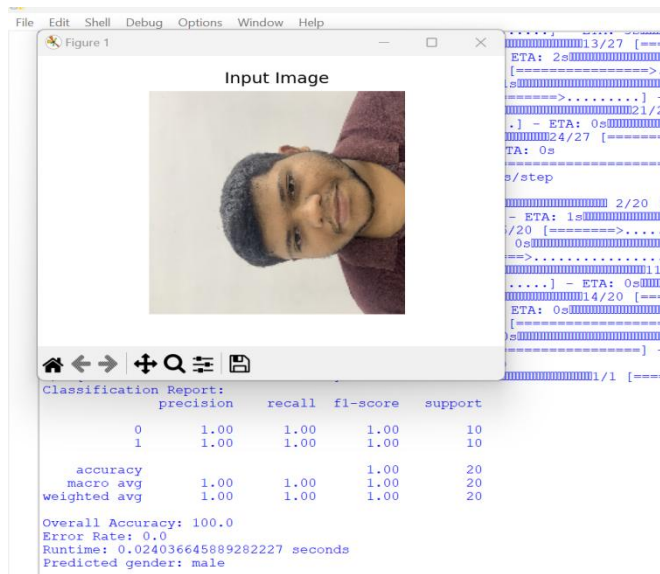 File Edit Shell Debug Options Window Help
Figure 1
Input Image
13/27 [==
ETA: 2s
[================>.
1s
======>.........] -
21/2
.] - ETA: 0s
24/27 [======
TA: 0s
s/step
2/20
- ETA: 1s
/20 [========>.....
0s
==>...............
11
.....] - ETA: 0s
14/20 [==
ETA: 0s
1/1 [====
Classification Report:
precision recall f1-score support
0 1.00 1.00 1.00 10
1 1.00 1.00 1.00 10
accuracy 1.00 20
macro avg 1.00 1.00 1.00 20
weighted avg 1.00 1.00 1.00 20
Overall Accuracy: 100.0
Error Rate: 0.0
Runtime: 0.024036645889282227 seconds
Predicted gender: male